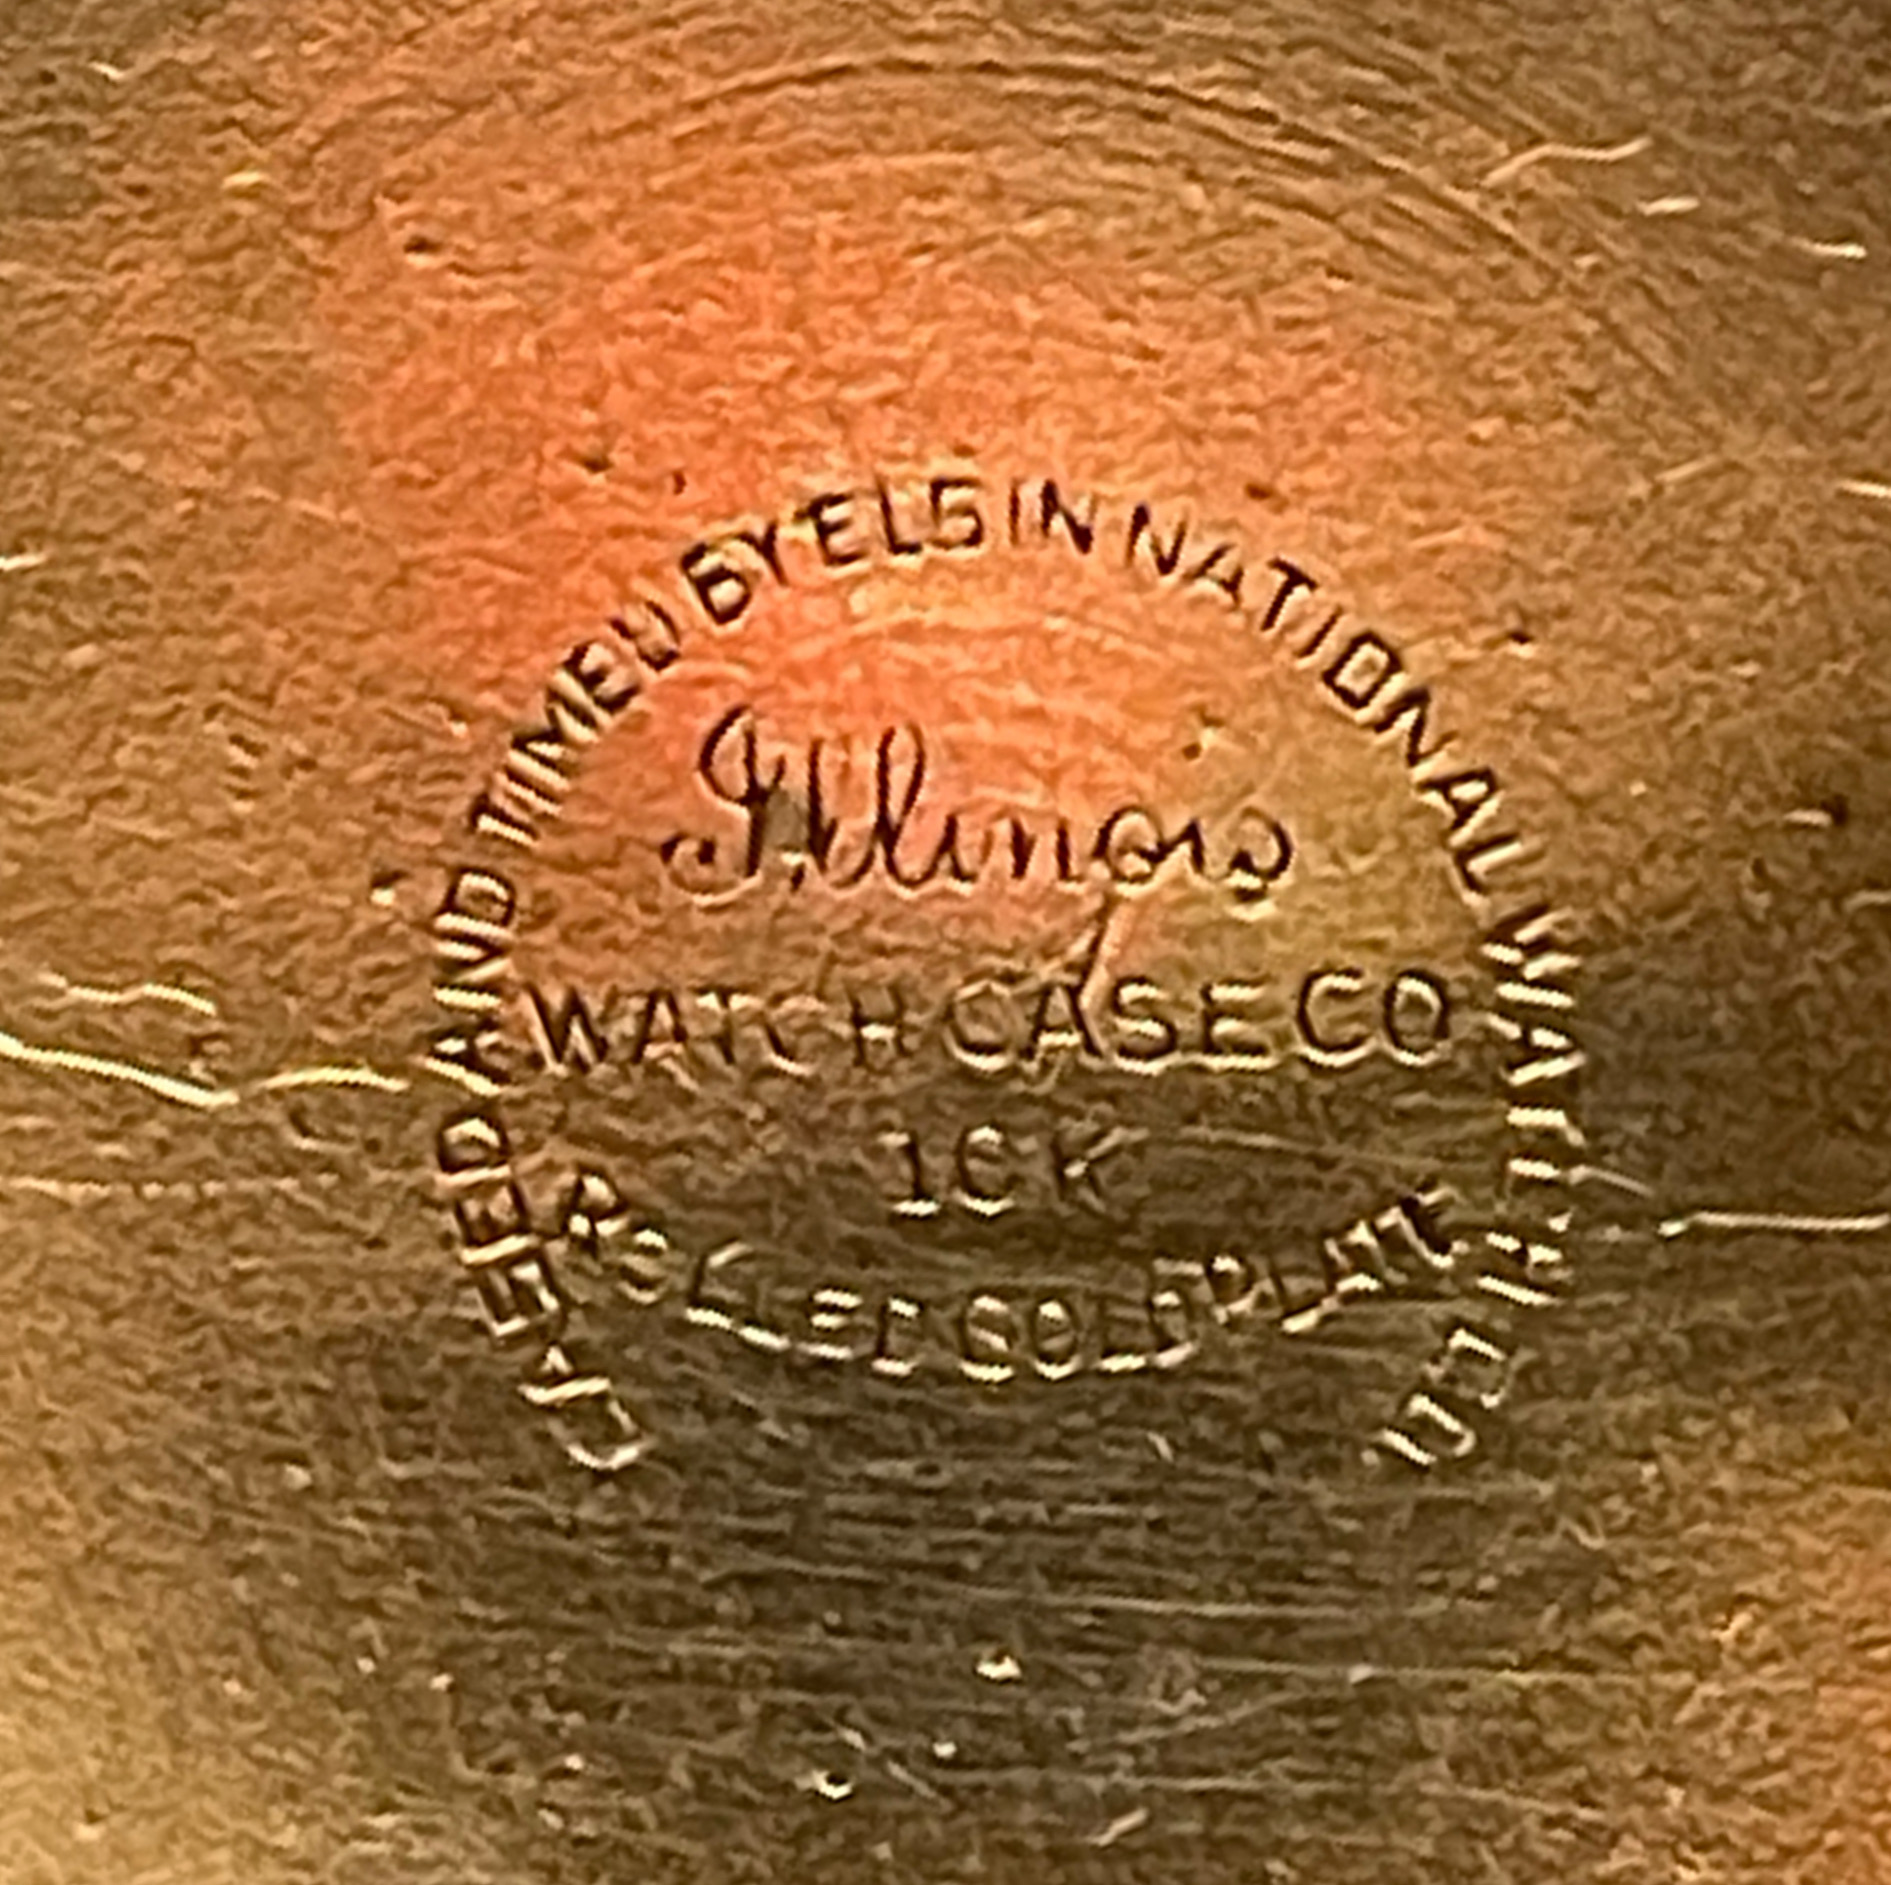 CASED AND TIMED BY ELGIN NATIONAL WATCH CO
Illinois
WATCH CASE CO
10K
ROLLED GOLD PLATE